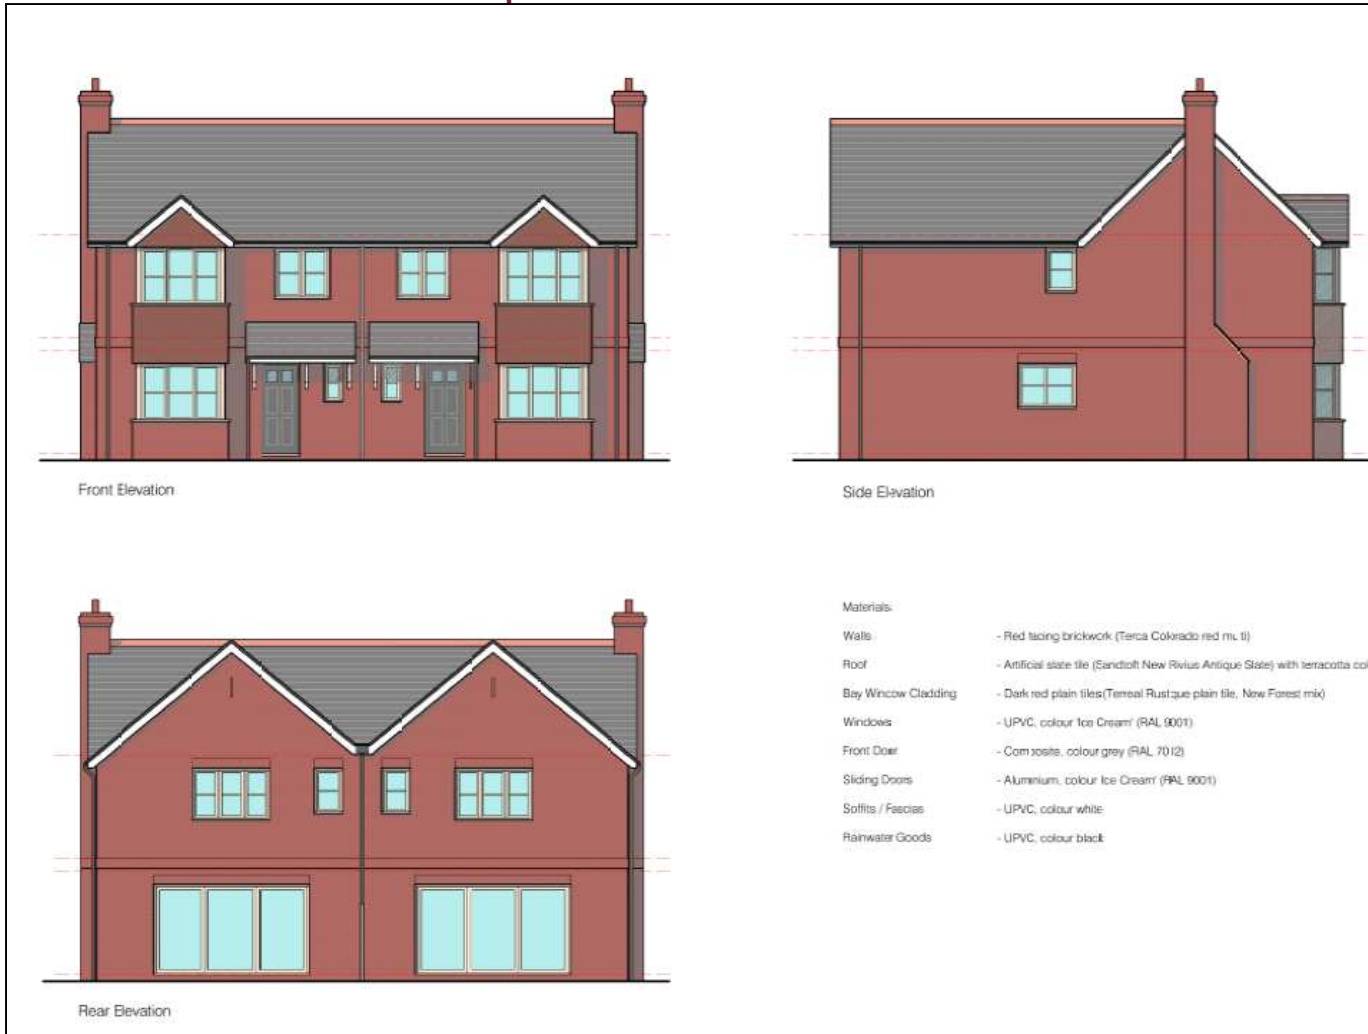 Front Elevation
Side Elevation
Materials:
Walls - Red facing brickwork (Terca Colorado red multi)
Roof - Artificial slate tile (Sandtoft New Rivius Antique Slate) with terracotta col
Bay Window Cladding - Dark red plain tiles (Terreal Rustique plain tile, New Forest mix)
Windows - UPVC, colour 'Ice Cream' (RAL 9001)
Front Door - Composite, colour grey (RAL 7012)
Sliding Doors - Aluminium, colour Ice Cream' (RAL 9001)
Soffits / Fascias - UPVC, colour white
Rainwater Goods - UPVC, colour black
Rear Elevation